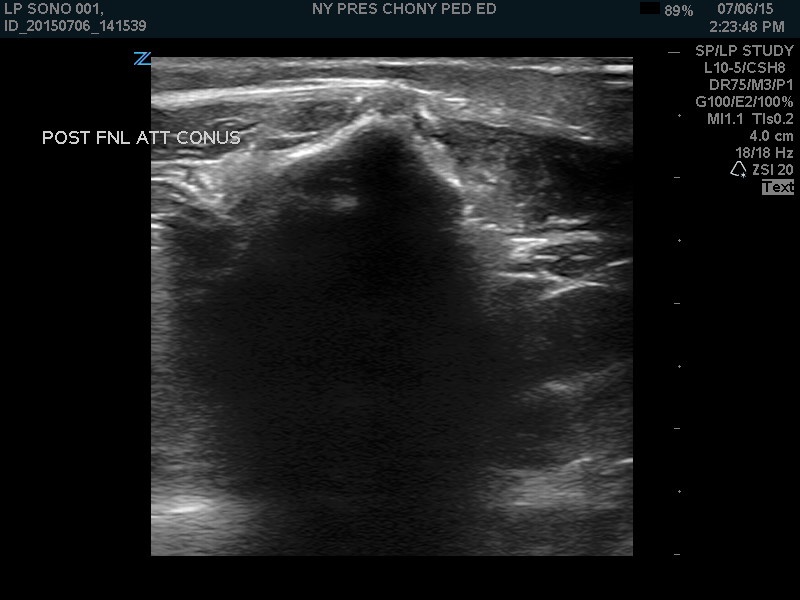 LP SONO 001, NY PRES CHONY PED ED 89% 07/06/15
ID_20150706_141539 2:23:48 PM
SP/LP STUDY
L10-5/CSH8
DR75/M3/P1
G100/E2/100%
MI1.1 TIs0.2
4.0 cm
18/18 Hz
ZSI 20
Text
Z
POST FNL ATT CONUS